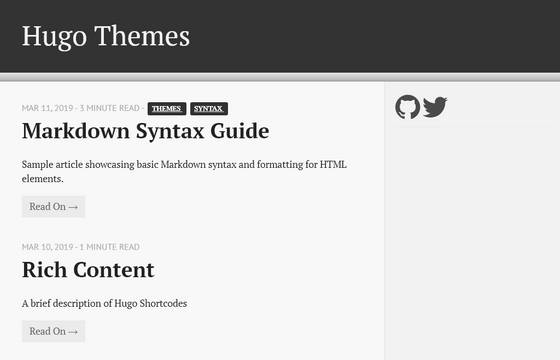 Hugo Themes
MAR 11, 2019 - 3 MINUTE READ - THEMES SYNTAX
Markdown Syntax Guide
Sample article showcasing basic Markdown syntax and formatting for HTML
elements.
Read On →
MAR 10, 2019 - 1 MINUTE READ
Rich Content
A brief description of Hugo Shortcodes
Read On →